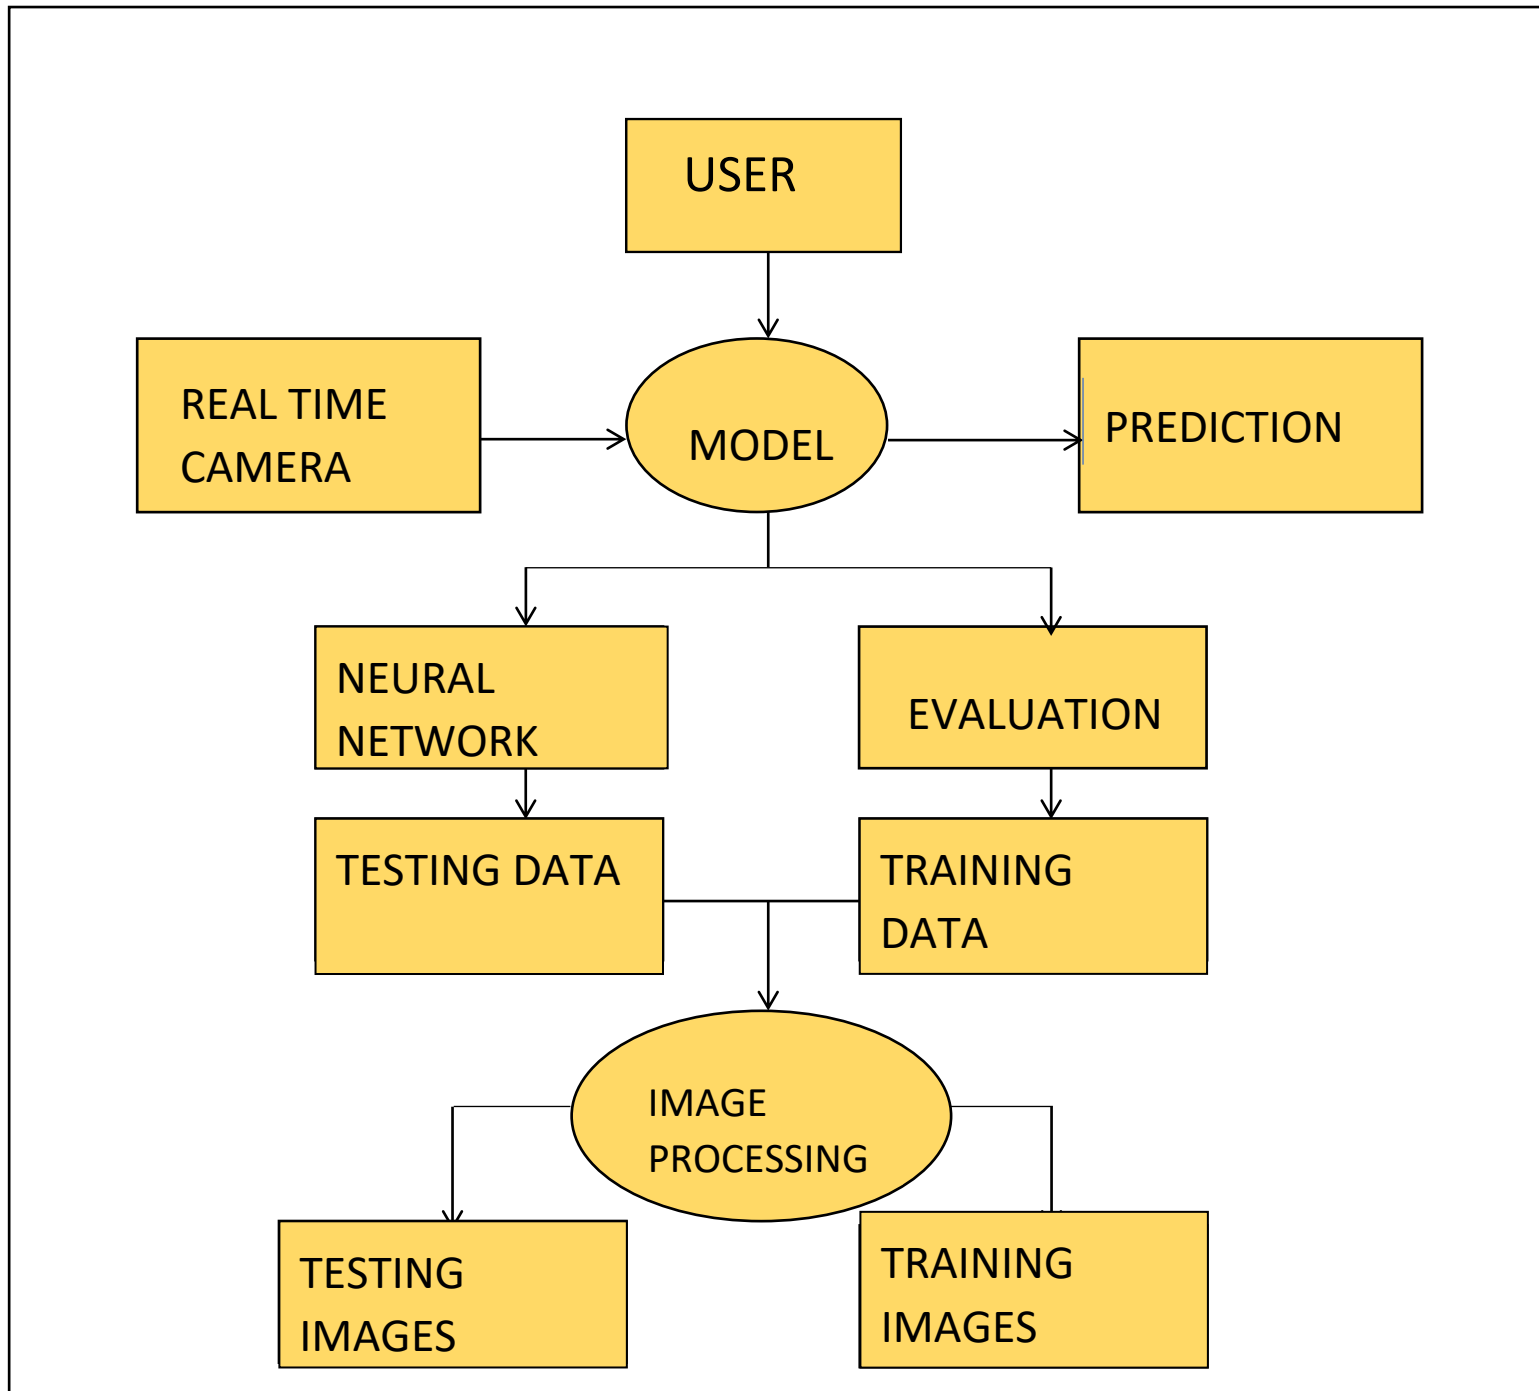 USER
REAL TIME
CAMERA
MODEL
PREDICTION
NEURAL
NETWORK
EVALUATION
TESTING DATA
TRAINING
DATA
IMAGE
PROCESSING
TESTING
IMAGES
TRAINING
IMAGES